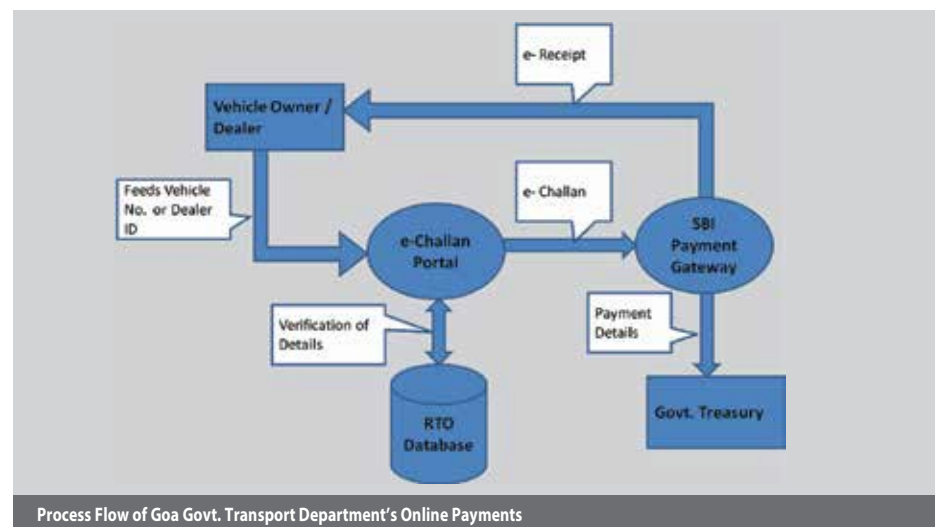 e- Receipt
Vehicle Owner /
Dealer
Feeds Vehicle
No. or Dealer
ID
e- Challan
e-Challan
Portal
SBI
Payment
Gateway
Verification of
Details
Payment
Details
RTO
Database
Govt. Treasury
Process Flow of Goa Govt. Transport Department's Online Payments